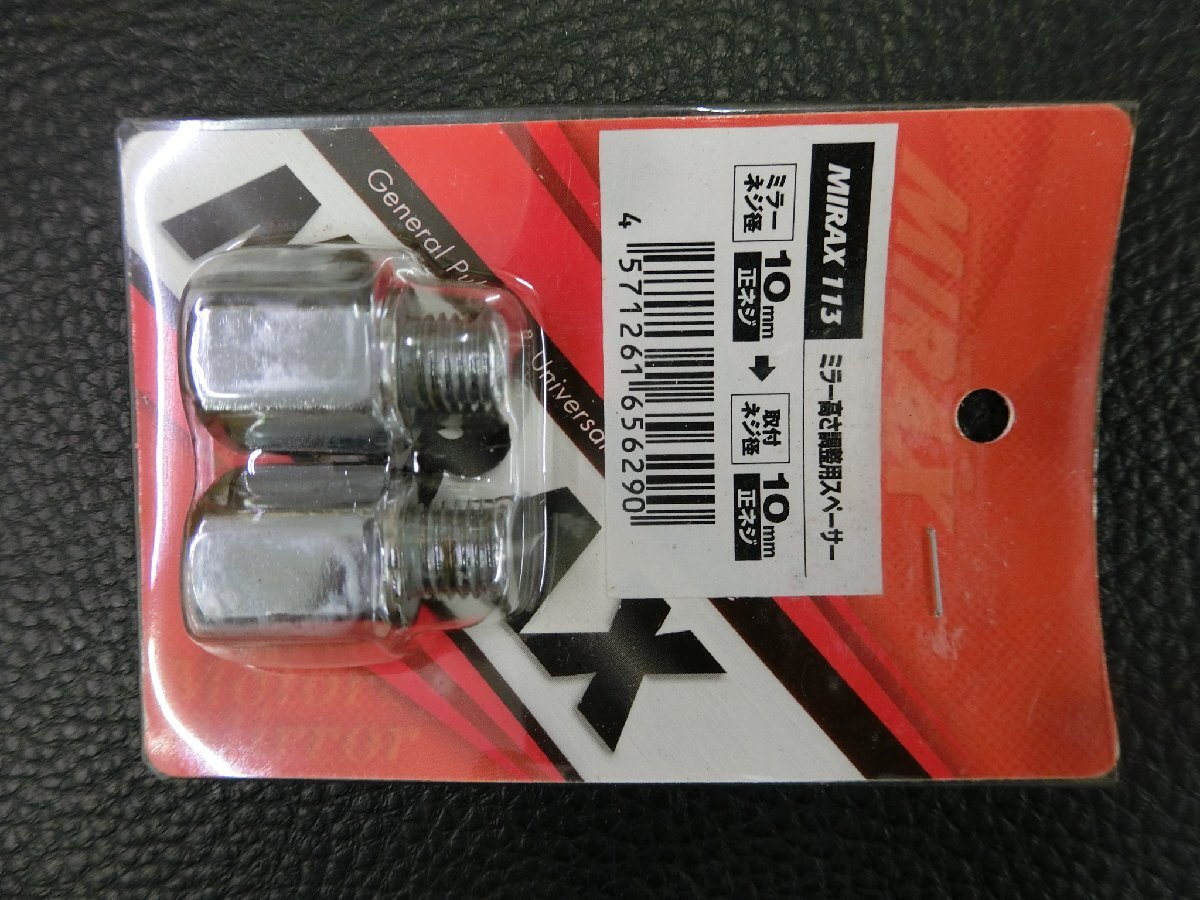 MIRAX
MIRAX 113
ミラー高さ調整用スペーサー
ミラー
ネジ径
10mm
正ネジ
➡
取付
ネジ径
10mm
正ネジ
4 571261 656290
General
Universal
Mirror